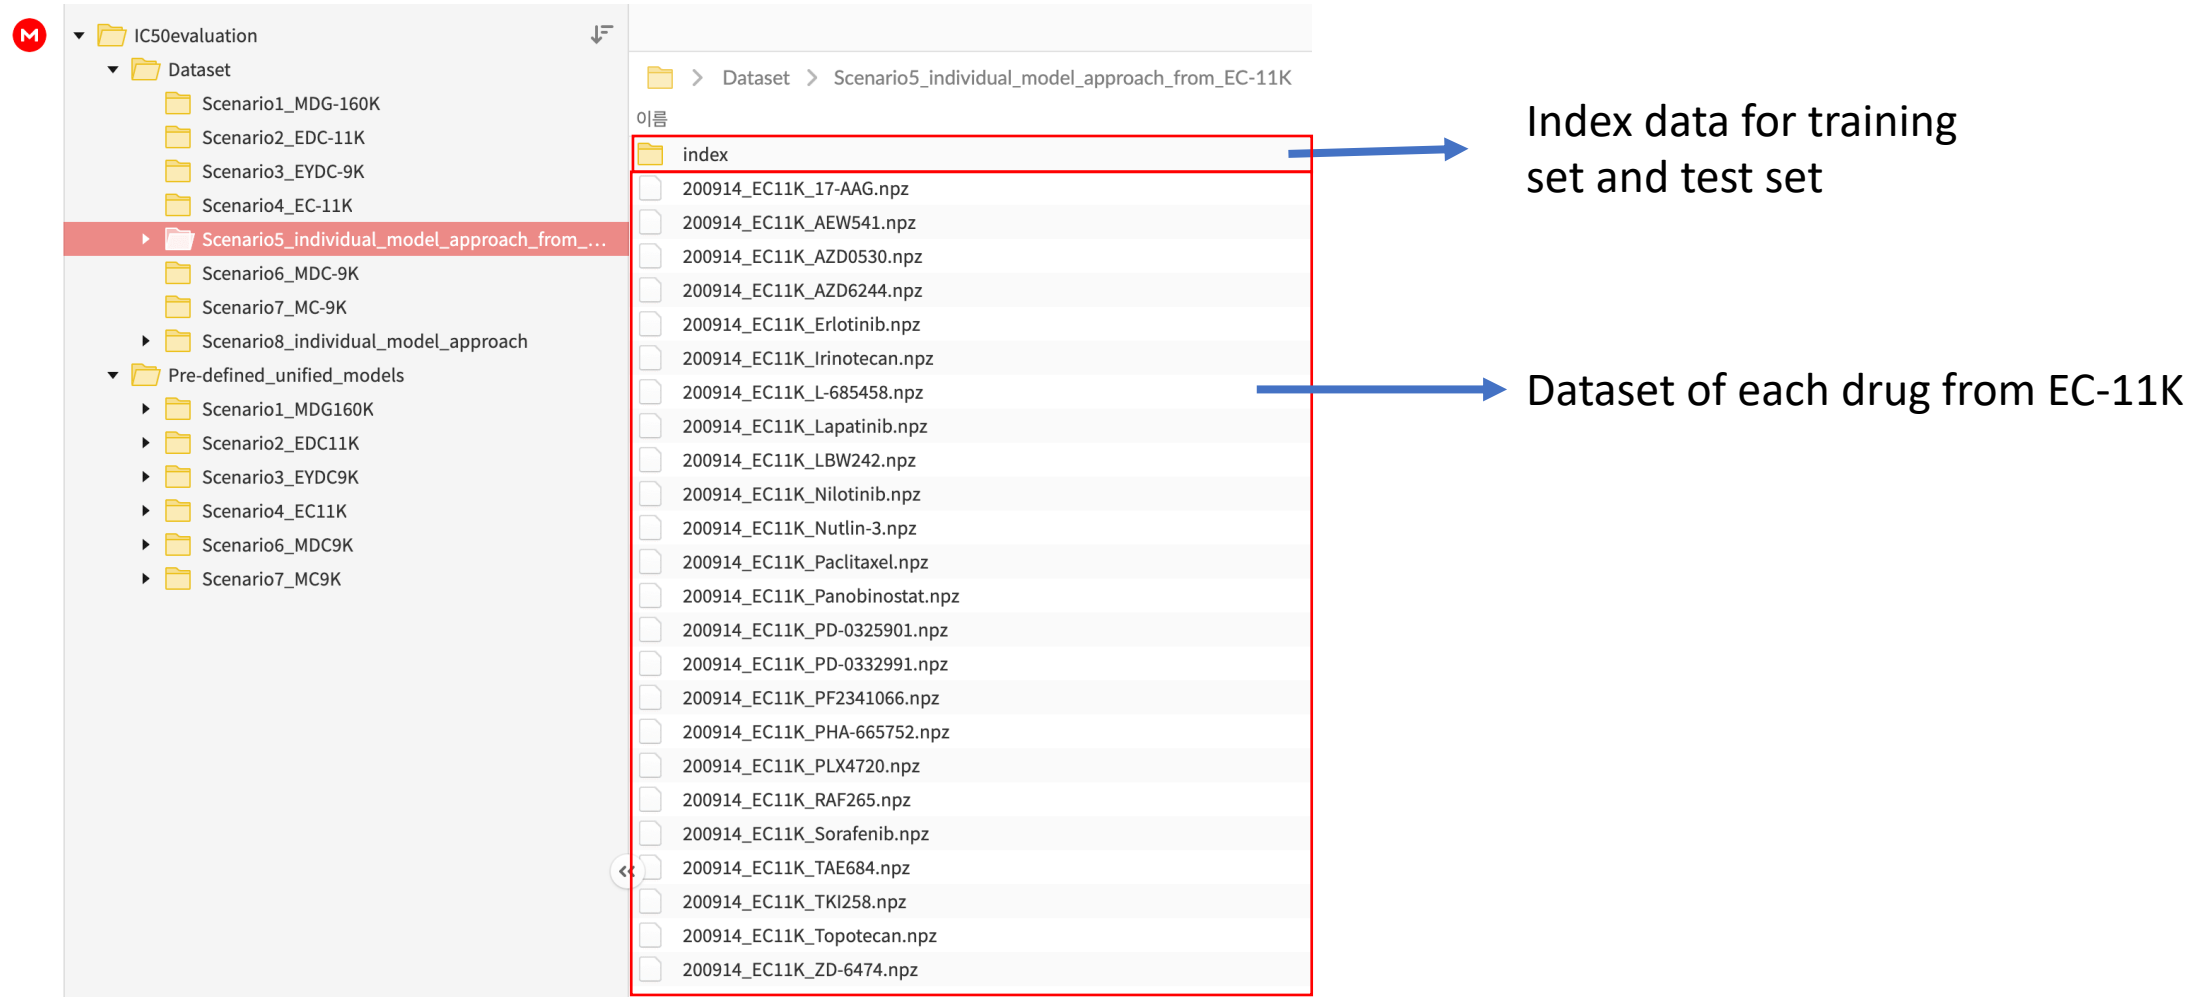 M
IC50evaluation
Dataset
Scenario1_MDG-160K
Scenario2_EDC-11K
Scenario3_EYDC-9K
Scenario4_EC-11K
Scenario5_individual_model_approach_from_...
Scenario6_MDC-9K
Scenario7_MC-9K
Scenario8_individual_model_approach
Pre-defined_unified_models
Scenario1_MDG160K
Scenario2_EDC11K
Scenario3_EYDC9K
Scenario4_EC11K
Scenario6_MDC9K
Scenario7_MC9K
> Dataset > Scenario5_individual_model_approach_from_EC-11K
이름
index
200914_EC11K_17-AAG.npz
200914_EC11K_AEW541.npz
200914_EC11K_AZD0530.npz
200914_EC11K_AZD6244.npz
200914_EC11K_Erlotinib.npz
200914_EC11K_Irinotecan.npz
200914_EC11K_L-685458.npz
200914_EC11K_Lapatinib.npz
200914_EC11K_LBW242.npz
200914_EC11K_Nilotinib.npz
200914_EC11K_Nutlin-3.npz
200914_EC11K_Paclitaxel.npz
200914_EC11K_Panobinostat.npz
200914_EC11K_PD-0325901.npz
200914_EC11K_PD-0332991.npz
200914_EC11K_PF2341066.npz
200914_EC11K_PHA-665752.npz
200914_EC11K_PLX4720.npz
200914_EC11K_RAF265.npz
200914_EC11K_Sorafenib.npz
200914_EC11K_TAE684.npz
200914_EC11K_TKI258.npz
200914_EC11K_Topotecan.npz
200914_EC11K_ZD-6474.npz
Index data for training
set and test set
Dataset of each drug from EC-11K